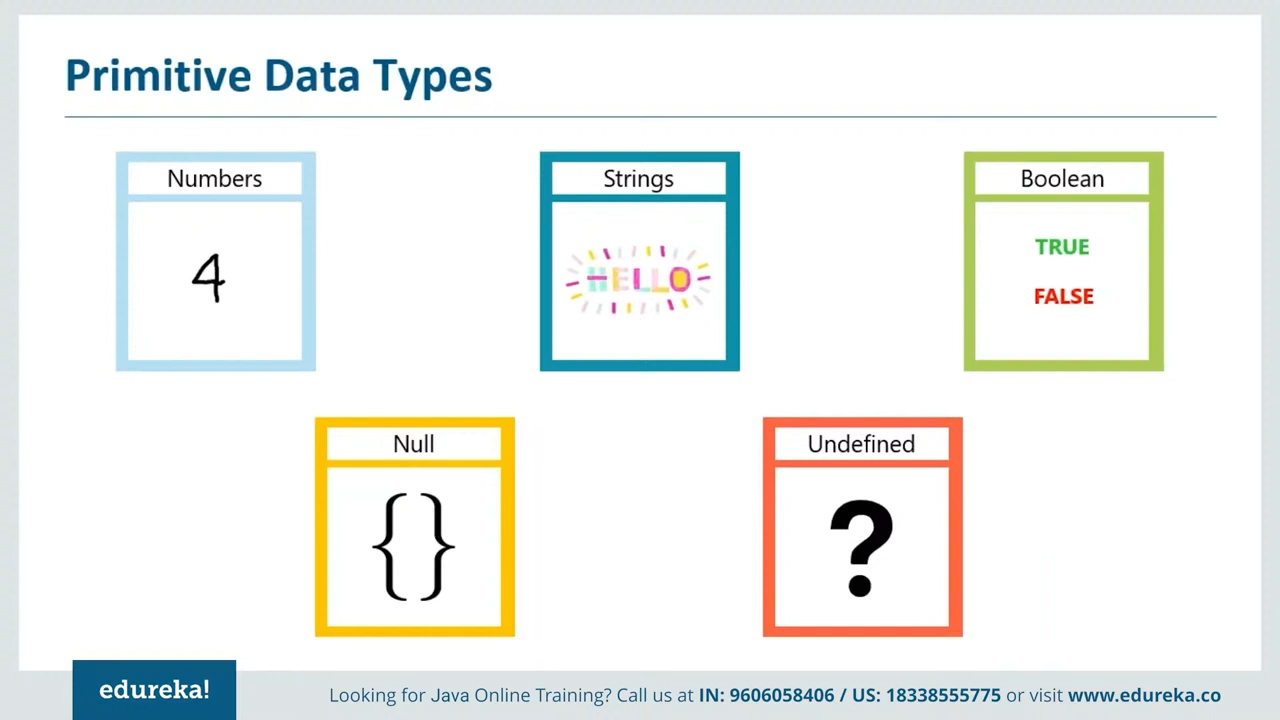 Primitive Data Types
Numbers
4
Strings
HELLO
Boolean
TRUE
FALSE
Null
{}
Undefined
?
edureka!
Looking for Java Online Training? Call us at IN: 9606058406 / US: 18338555775 or visit www.edureka.co